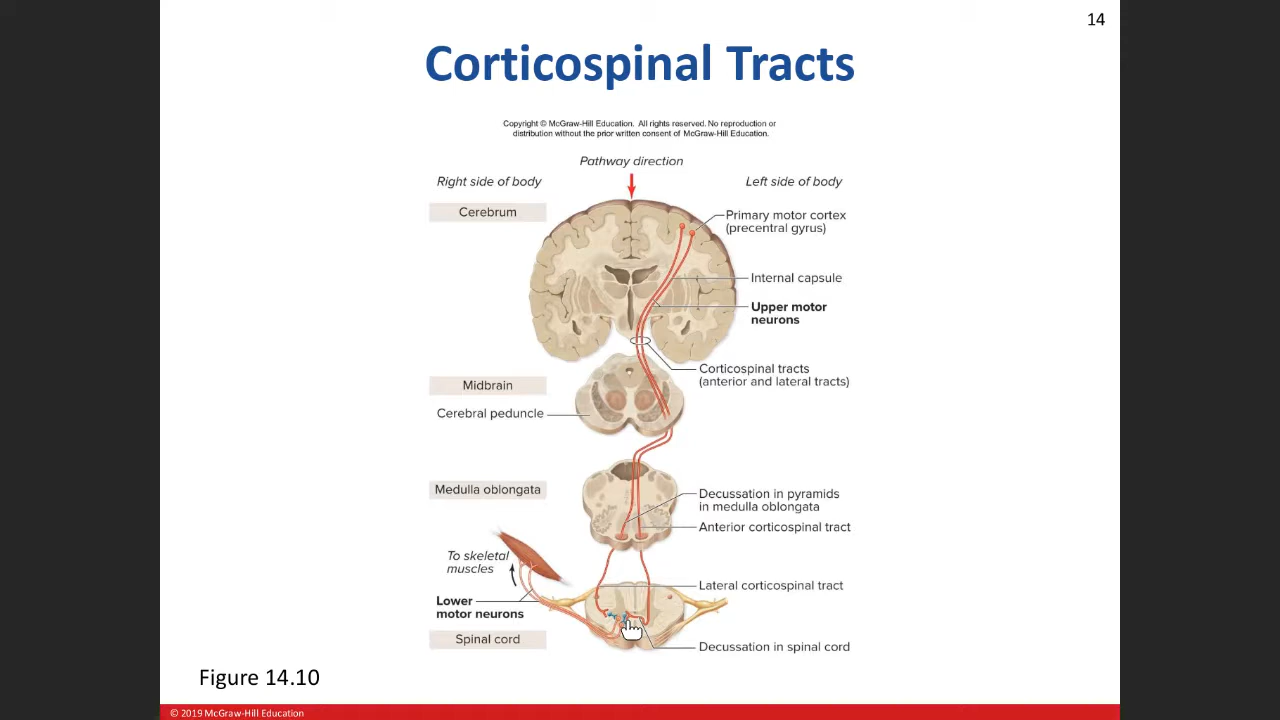 14
Corticospinal Tracts
Copyright © McGraw-Hill Education. All rights reserved. No reproduction or
distribution without the prior written consent of McGraw-Hill Education.
Pathway direction
Right side of body
Left side of body
Cerebrum
Primary motor cortex
(precentral gyrus)
Internal capsule
Upper motor
neurons
Corticospinal tracts
(anterior and lateral tracts)
Midbrain
Cerebral peduncle
Medulla oblongata
Decussation in pyramids
in medulla oblongata
Anterior corticospinal tract
To skeletal
muscles
Lateral corticospinal tract
Lower
motor neurons
Spinal cord
Decussation in spinal cord
Figure 14.10
© 2019 McGraw-Hill Education